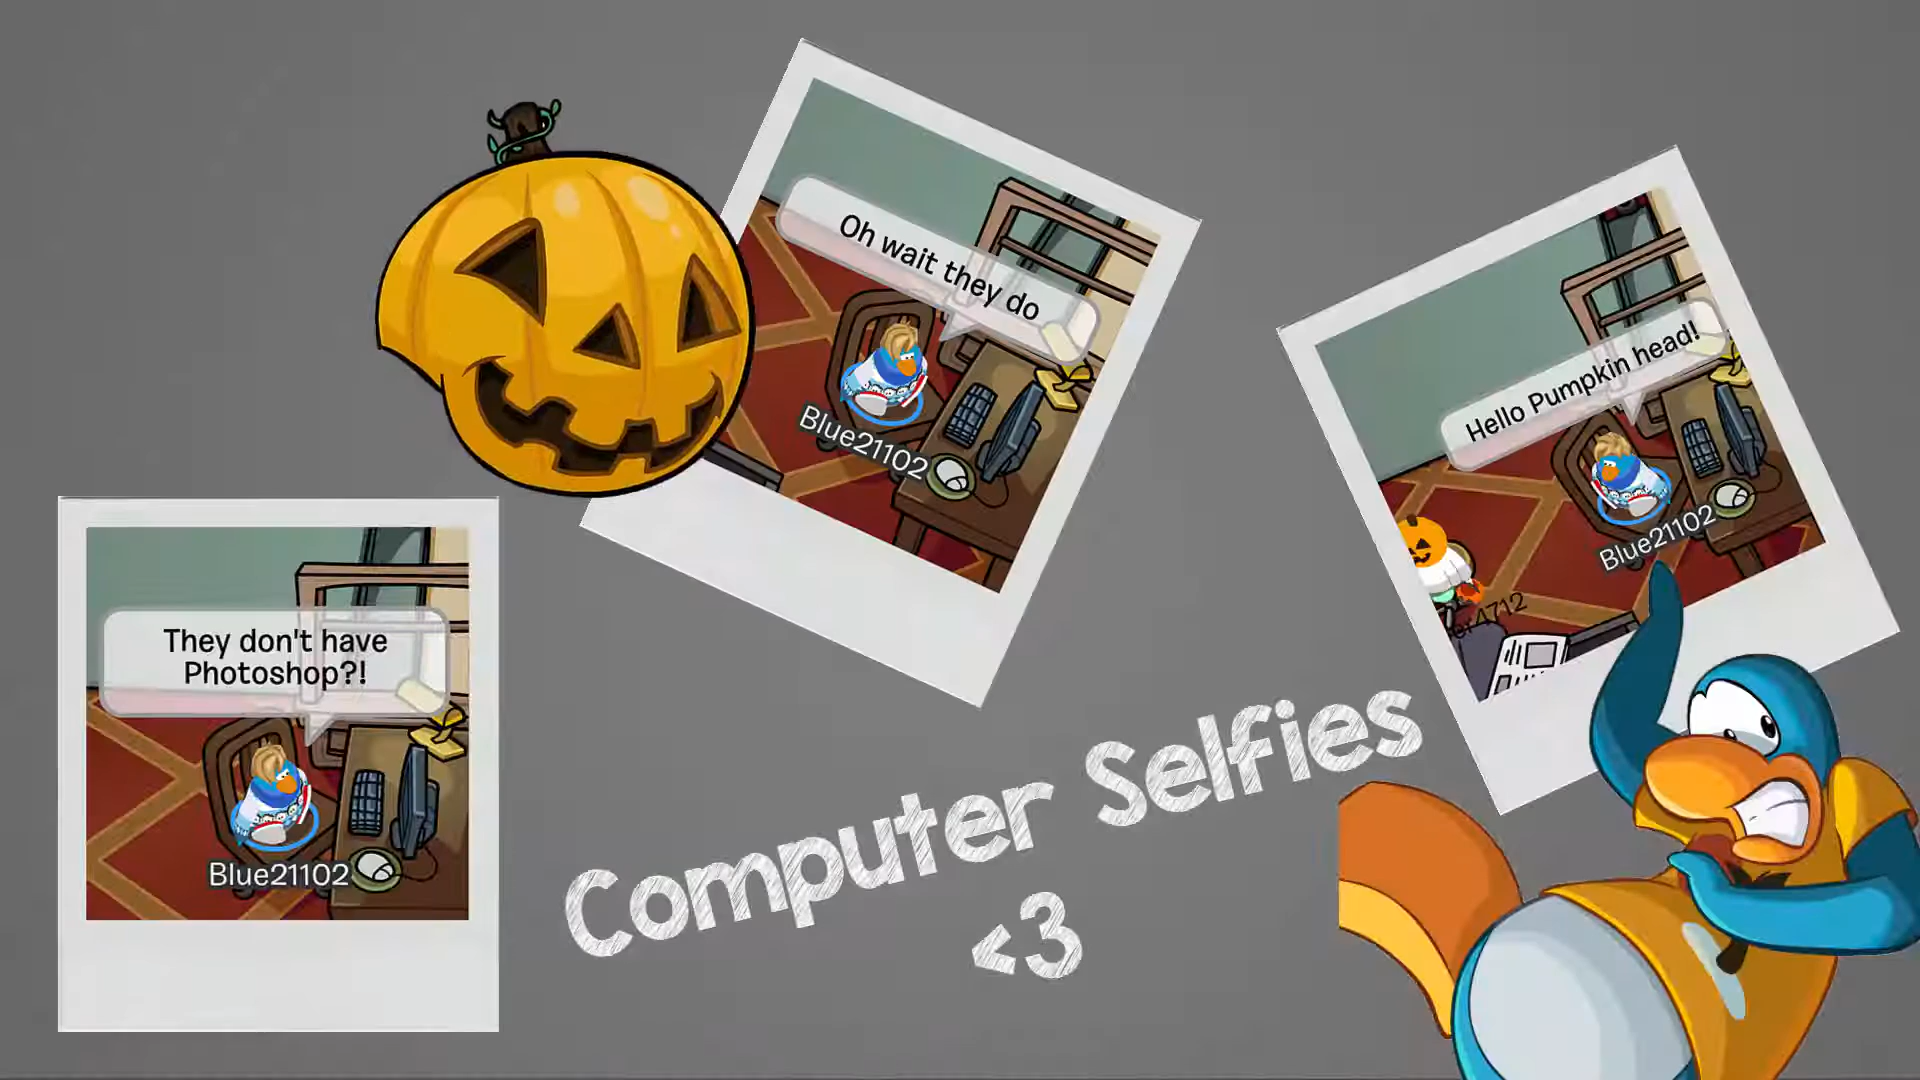 Oh wait they do
Blue21102
Hello Pumpkin head!
Blue21102
They don't have
Photoshop?!
Blue21102
Computer Selfies
<3